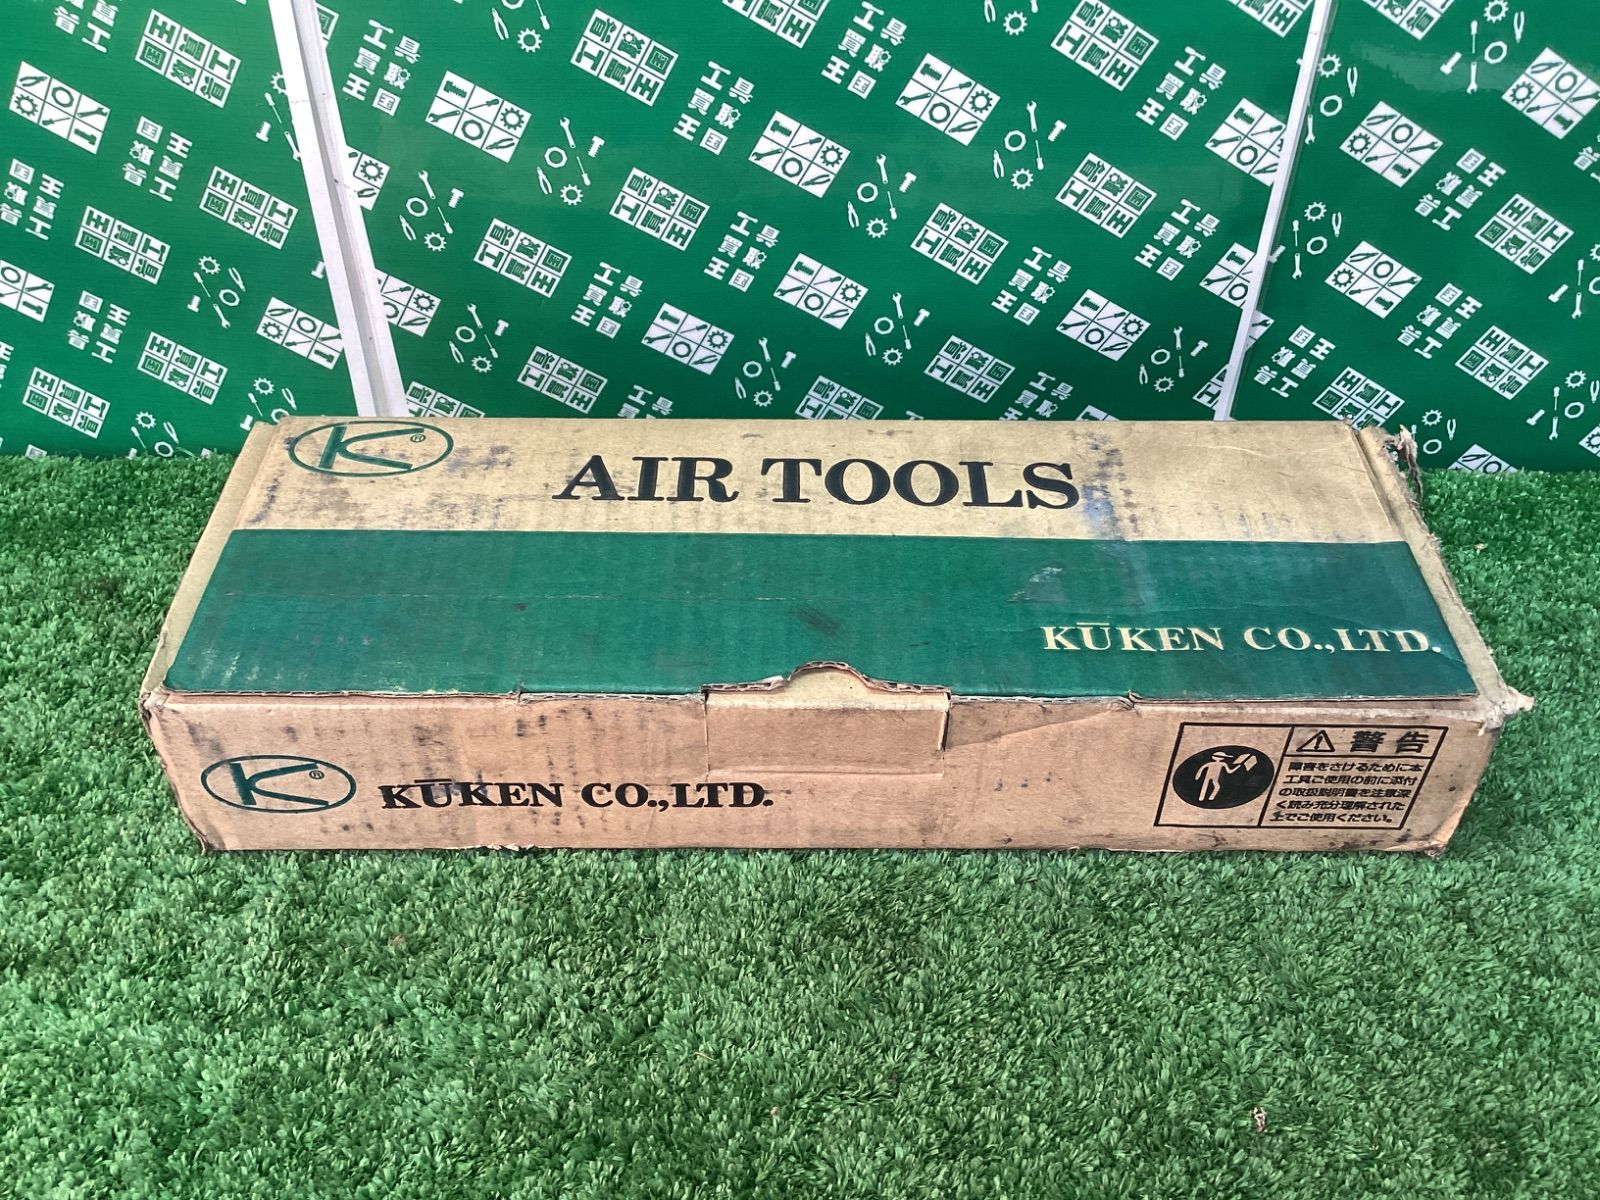 K®
AIR TOOLS
KŪKEN CO.,LTD.
K®
KŪKEN CO.,LTD.
⚠ 警告
障害をさけるために本
工具ご使用の前に添付
の取扱説明書を注意深
く読み充分理解された
上でご使用ください。
工具
買取
王国